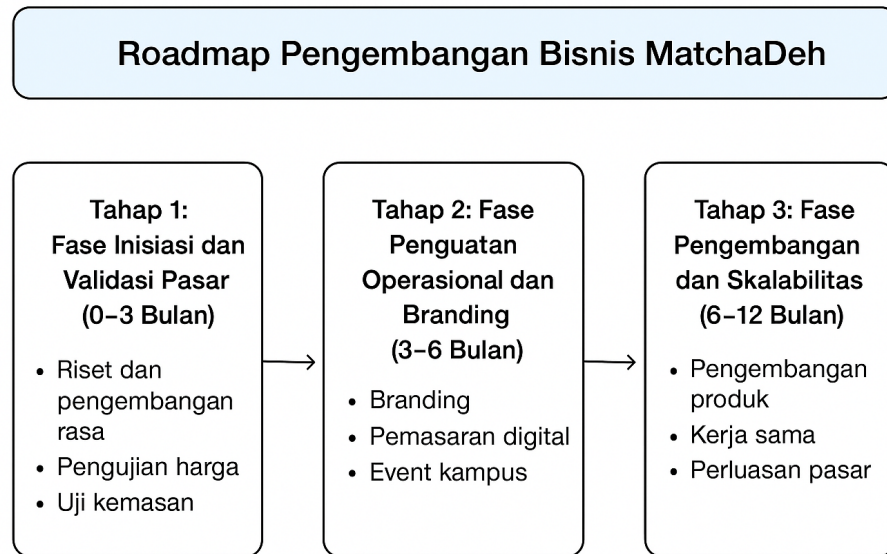 Roadmap Pengembangan Bisnis MatchaDeh
Tahap 1:
Fase Inisiasi dan
Validasi Pasar
(0–3 Bulan)
• Riset dan
pengembangan
rasa
• Pengujian harga
• Uji kemasan
Tahap 2: Fase
Penguatan
Operasional dan
Branding
(3–6 Bulan)
• Branding
• Pemasaran digital
• Event kampus
Tahap 3: Fase
Pengembangan
dan Skalabilitas
(6–12 Bulan)
• Pengembangan
produk
• Kerja sama
• Perluasan pasar